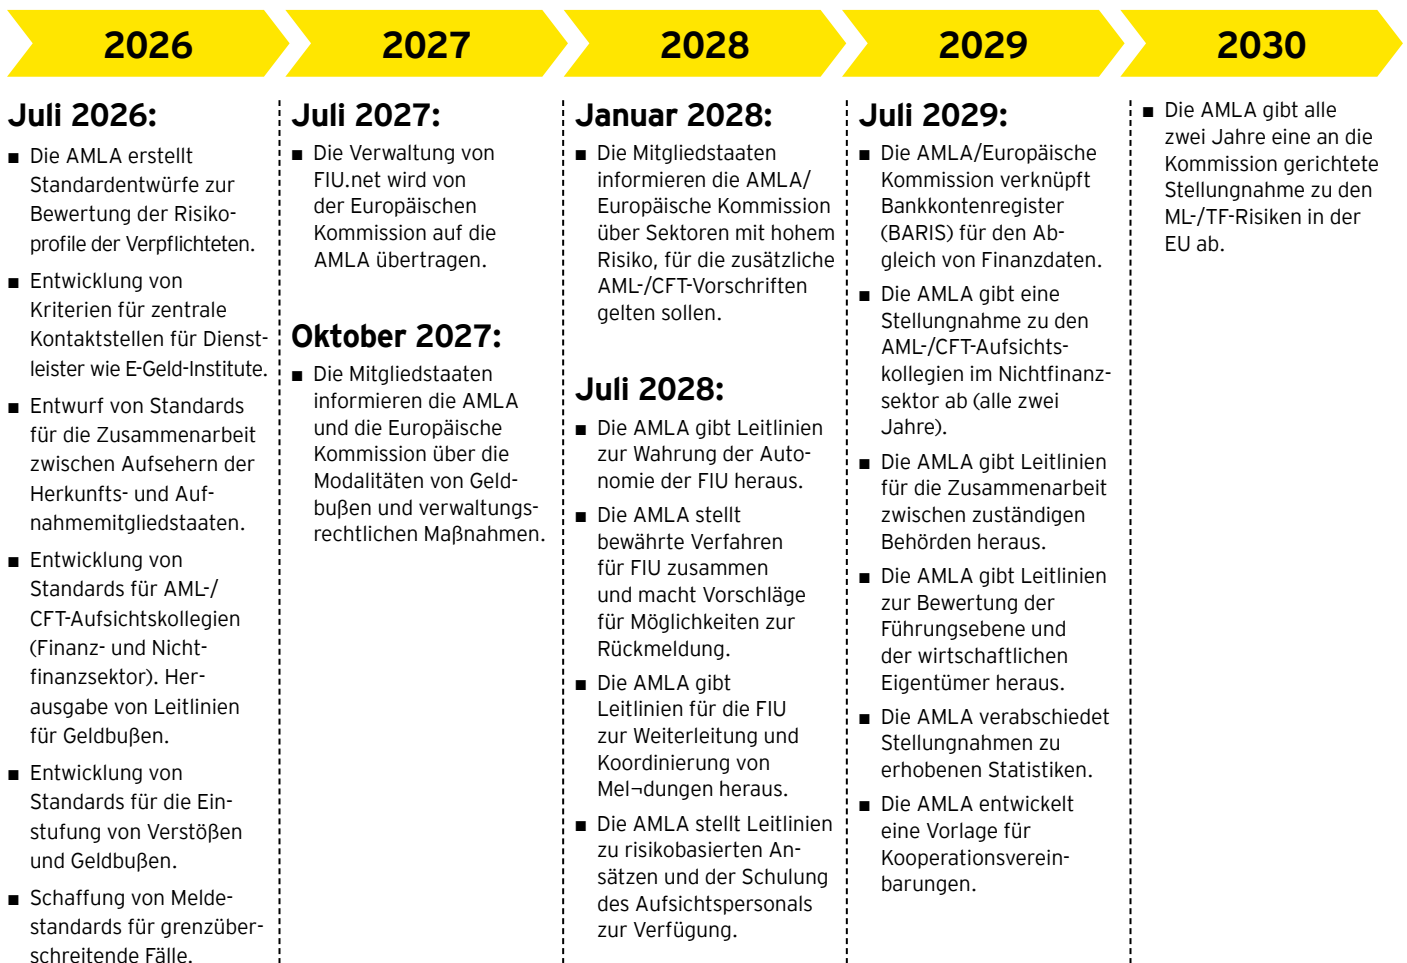 2026
2027
2028
2029
2030
Juli 2026:
■ Die AMLA erstellt
Standardentwürfe zur
Bewertung der Risiko-
profile der Verpflichteten.
■ Entwicklung von
Kriterien für zentrale
Kontaktstellen für Dienst-
leister wie E-Geld-Institute.
■ Entwurf von Standards
für die Zusammenarbeit
zwischen Aufsehern der
Herkunfts- und Auf-
nahmemitgliedstaaten.
■ Entwicklung von
Standards für AML-/
CFT-Aufsichtskollegien
(Finanz- und Nicht-
finanzsektor). Her-
ausgabe von Leitlinien
für Geldbußen.
■ Entwicklung von
Standards für die Ein-
stufung von Verstößen
und Geldbußen.
■ Schaffung von Melde-
standards für grenzüber-
schreitende Fälle.
Juli 2027:
■ Die Verwaltung von
FIU.net wird von
der Europäischen
Kommission auf die
AMLA übertragen.
Oktober 2027:
■ Die Mitgliedstaaten
informieren die AMLA
und die Europäische
Kommission über die
Modalitäten von Geld-
bußen und verwaltungs-
rechtlichen Maßnahmen.
Januar 2028:
■ Die Mitgliedstaaten
informieren die AMLA/
Europäische Kommission
über Sektoren mit hohem
Risiko, für die zusätzliche
AML-/CFT-Vorschriften
gelten sollen.
Juli 2028:
■ Die AMLA gibt Leitlinien
zur Wahrung der Auto-
nomie der FIU heraus.
■ Die AMLA stellt
bewährte Verfahren
für FIU zusammen
und macht Vorschläge
für Möglichkeiten zur
Rückmeldung.
■ Die AMLA gibt
Leitlinien für die FIU
zur Weiterleitung und
Koordinierung von
Mel¬dungen heraus.
■ Die AMLA stellt Leitlinien
zu risikobasierten An-
sätzen und der Schulung
des Aufsichtspersonals
zur Verfügung.
Juli 2029:
■ Die AMLA/Europäische
Kommission verknüpft
Bankkontenregister
(BARIS) für den Ab-
gleich von Finanzdaten.
■ Die AMLA gibt eine
Stellungnahme zu den
AML-/CFT-Aufsichts-
kollegien im Nichtfinanz-
sektor ab (alle zwei
Jahre).
■ Die AMLA gibt Leitlinien
für die Zusammenarbeit
zwischen zuständigen
Behörden heraus.
■ Die AMLA gibt Leitlinien
zur Bewertung der
Führungsebene und
der wirtschaftlichen
Eigentümer heraus.
■ Die AMLA verabschiedet
Stellungnahmen zu
erhobenen Statistiken.
■ Die AMLA entwickelt
eine Vorlage für
Kooperationsverein-
barungen.
■ Die AMLA gibt alle
zwei Jahre eine an die
Kommission gerichtete
Stellungnahme zu den
ML-/TF-Risiken in der
EU ab.